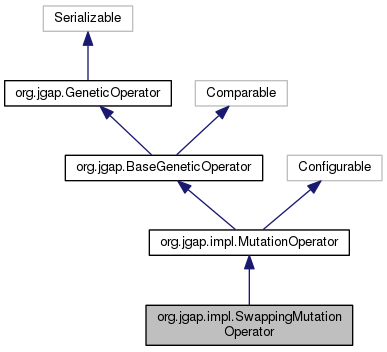 Serializable
org.jgap.GeneticOperator
Comparable
org.jgap.BaseGeneticOperator
Configurable
org.jgap.impl.MutationOperator
org.jgap.impl.SwappingMutation
Operator